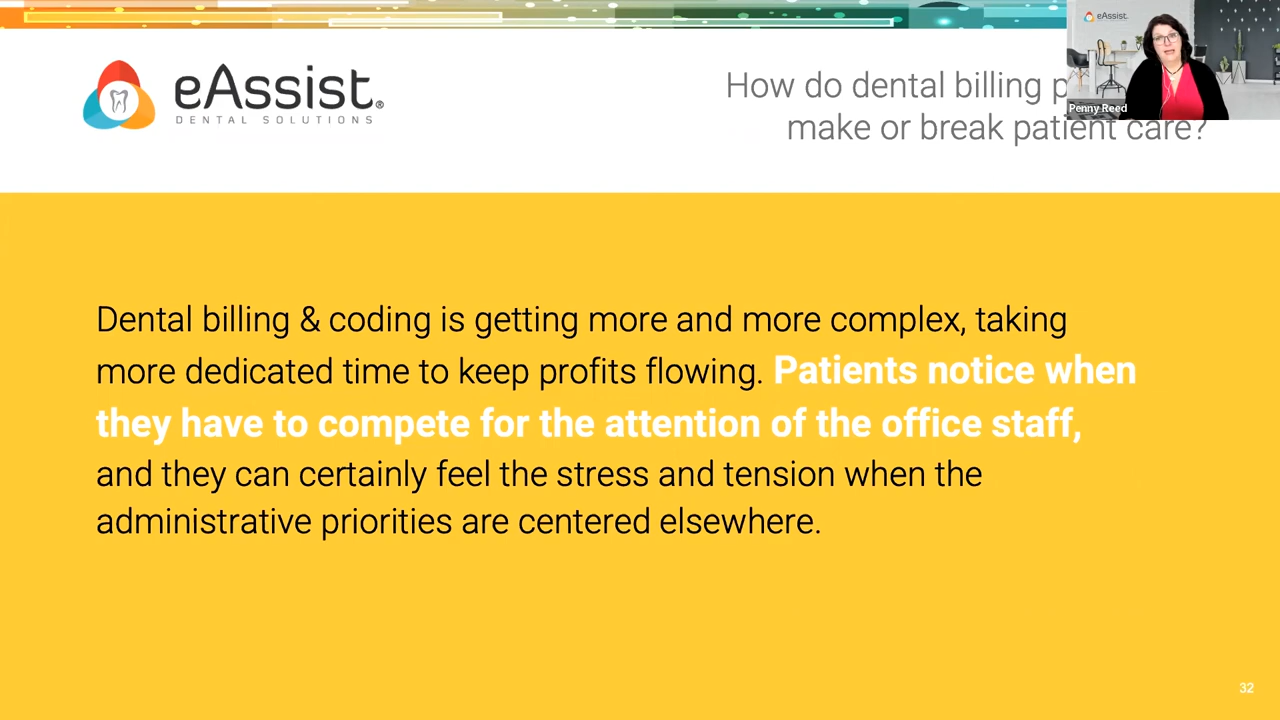 eAssist.
Penny Reed
eAssist®
DENTAL SOLUTIONS
How do dental billing
make or break patient care?
Dental billing & coding is getting more and more complex, taking
more dedicated time to keep profits flowing. Patients notice when
they have to compete for the attention of the office staff,
and they can certainly feel the stress and tension when the
administrative priorities are centered elsewhere.
32